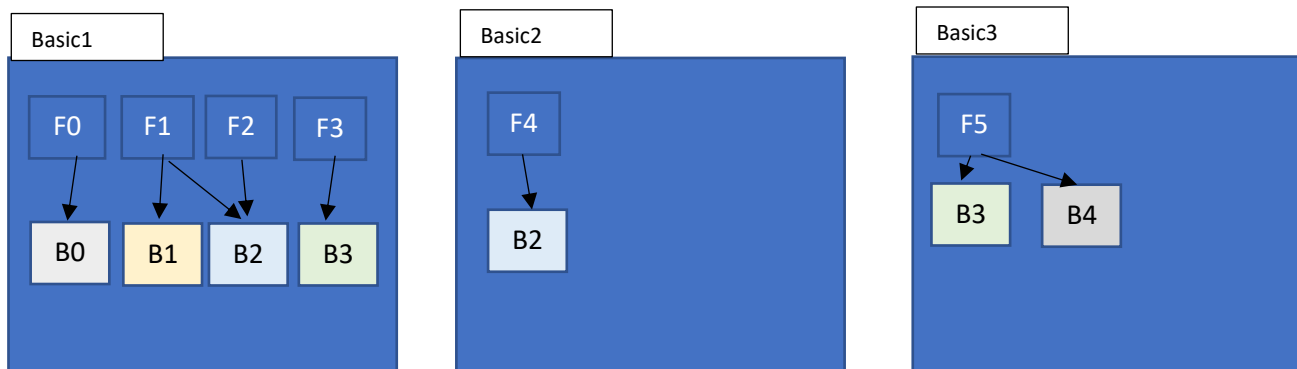 Basic1
Basic2
Basic3
F0 F1 F2 F3
F4
F5
B0 B1 B2 B3
B2
B3 B4